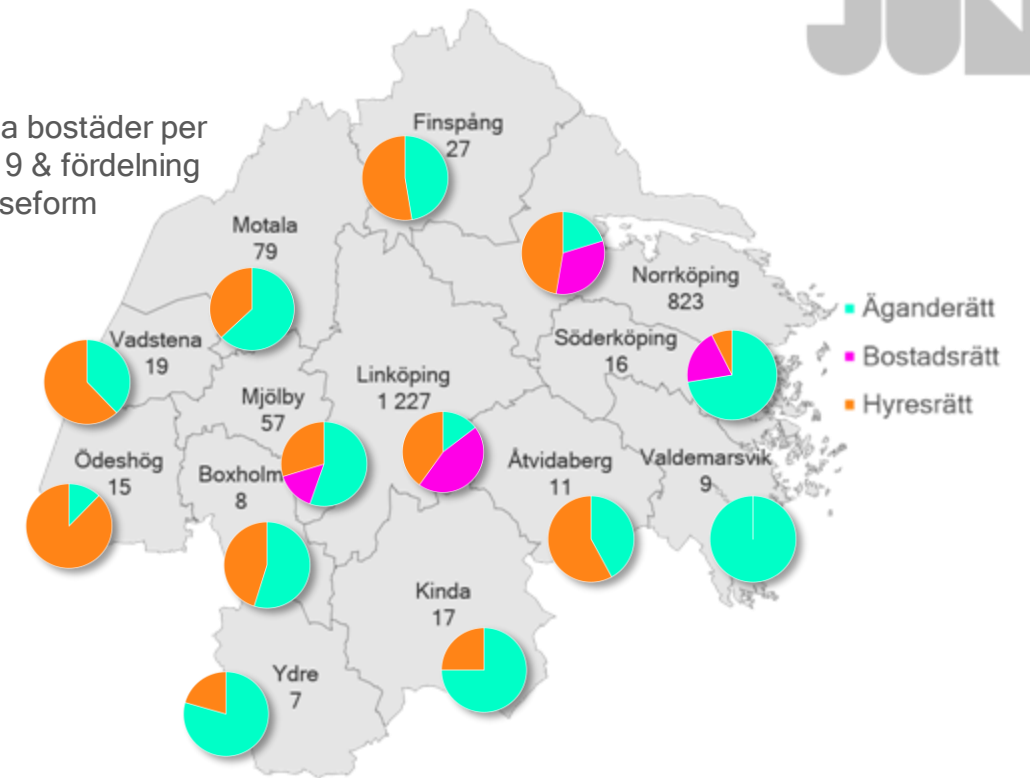 a bostäder per
9 & fördelning
seform
Finspång
27
Motala
79
Norrköping
823
Vadstena
19
Söderköping
16
Linköping
1 227
Mjölby
57
Ödeshög
15
Boxholm
8
Åtvidaberg
11
Valdemarsvik
9
Kinda
17
Ydre
7
Äganderätt
Bostadsrätt
Hyresrätt